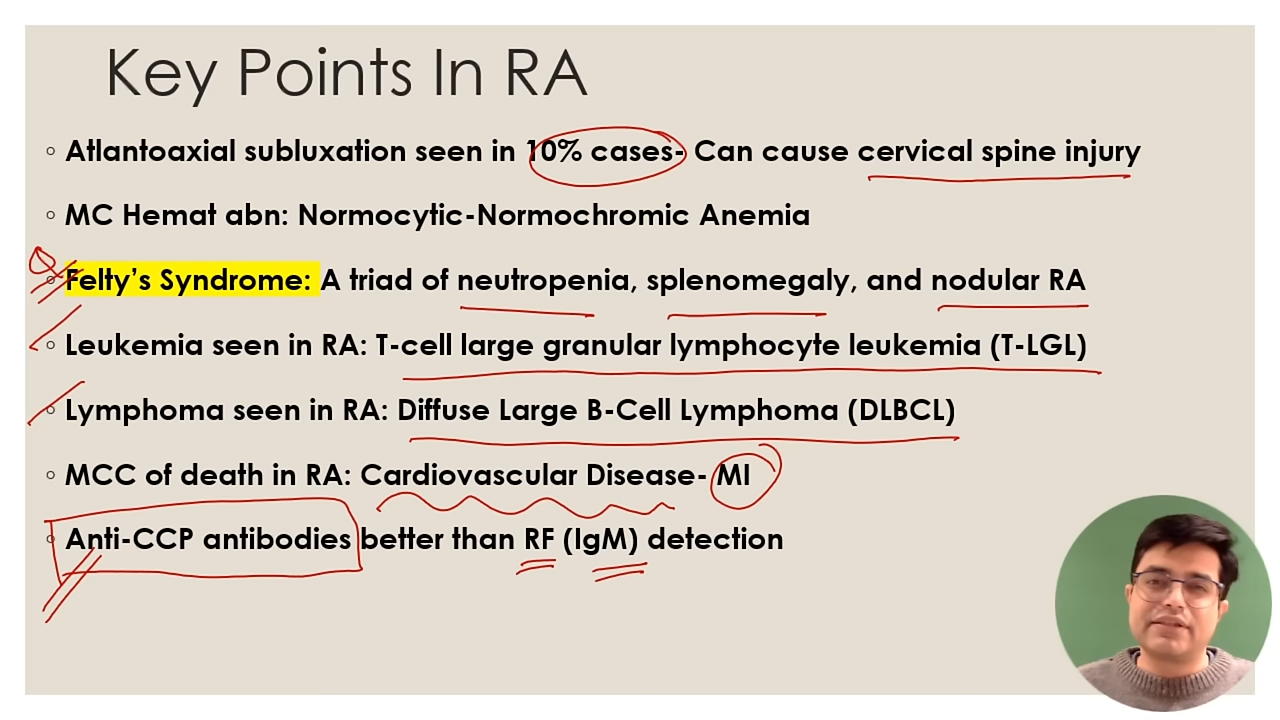 Key Points In RA
Atlantoaxial subluxation seen in 10% cases- Can cause cervical spine injury
MC Hemat abn: Normocytic-Normochromic Anemia
Felty’s Syndrome: A triad of neutropenia, splenomegaly, and nodular RA
Leukemia seen in RA: T-cell large granular lymphocyte leukemia (T-LGL)
Lymphoma seen in RA: Diffuse Large B-Cell Lymphoma (DLBCL)
MCC of death in RA: Cardiovascular Disease- MI
Anti-CCP antibodies better than RF (IgM) detection